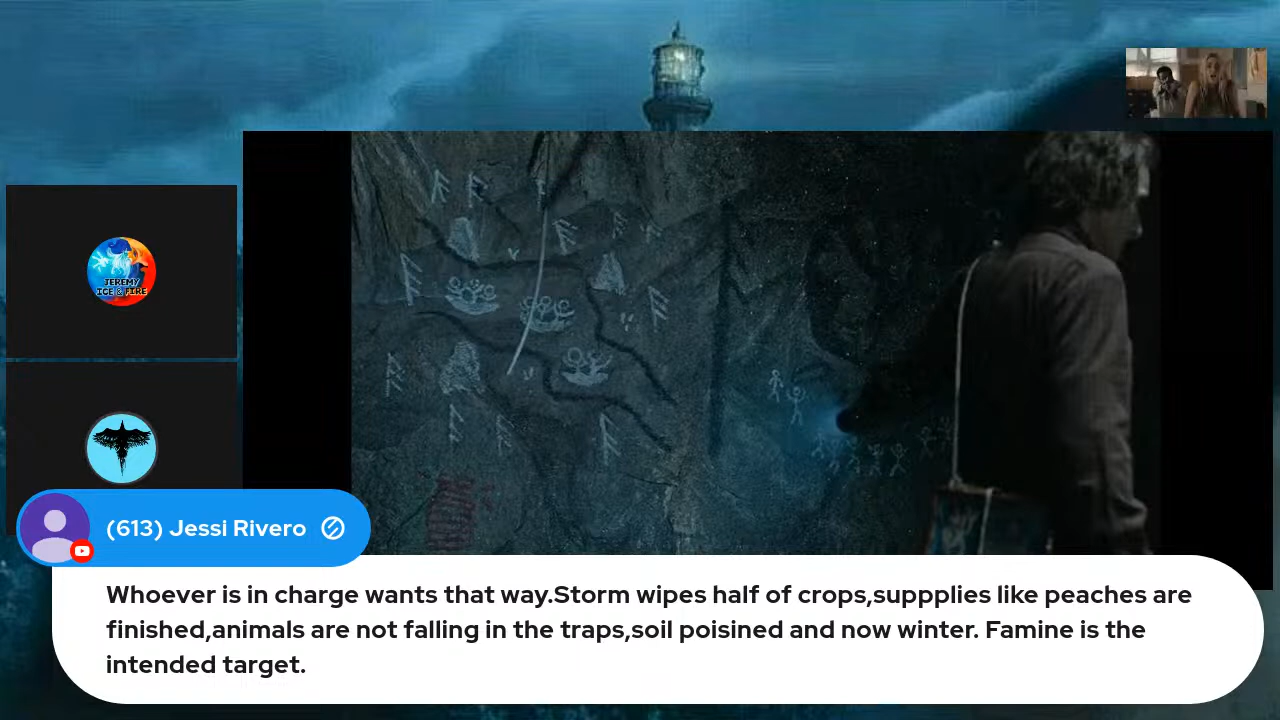 JEREMY
ICE & FIRE
(613) Jessi Rivero
Whoever is in charge wants that way.Storm wipes half of crops,suppplies like peaches are
finished,animals are not falling in the traps,soil poisined and now winter. Famine is the
intended target.